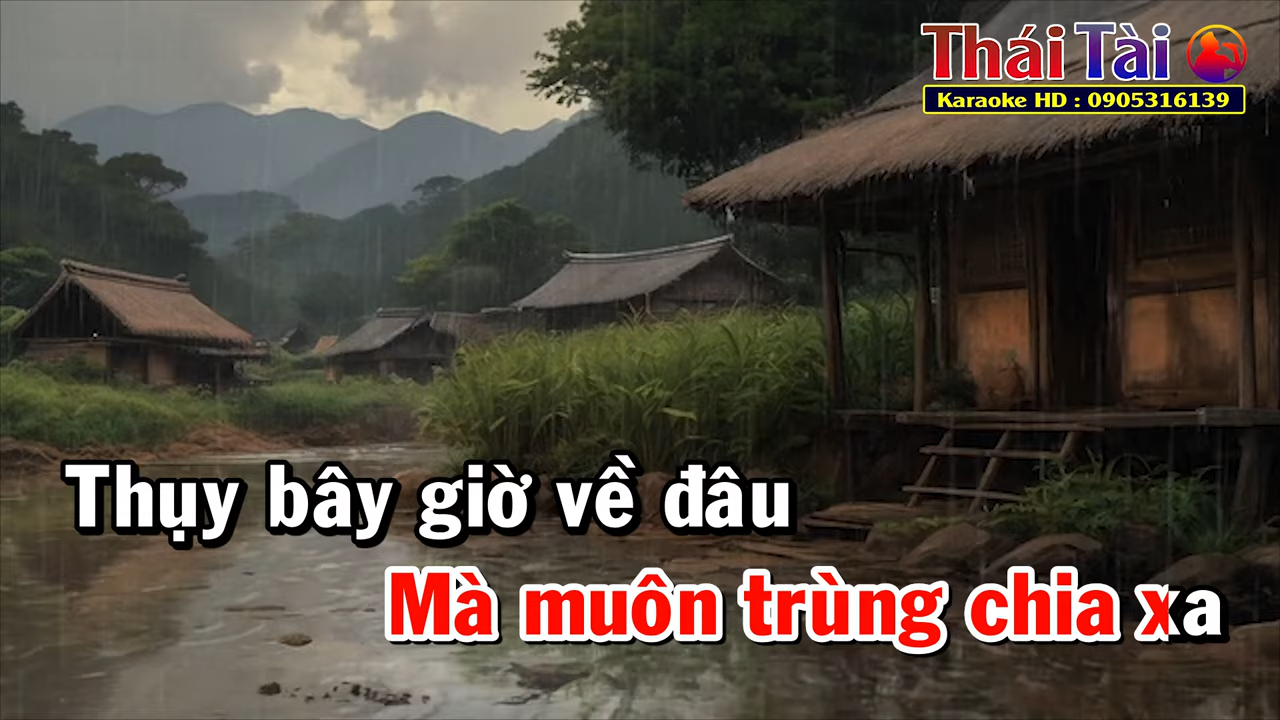 Thái Tài
Karaoke HD : 0905316139
Thụy bây giờ về đâu
Mà muôn trùng chia xa